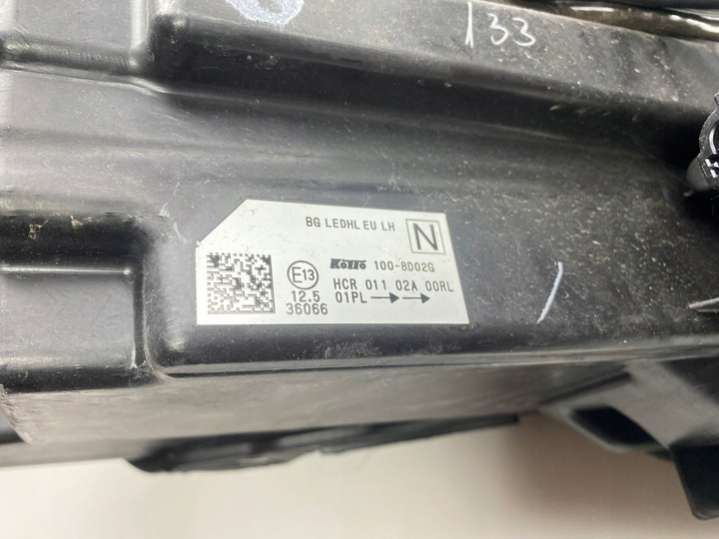 133
BG LEDHL EU LH
N
KOITO 100-8D02G
E13
HCR 011 02A 00RL
12.5
01PL
36066